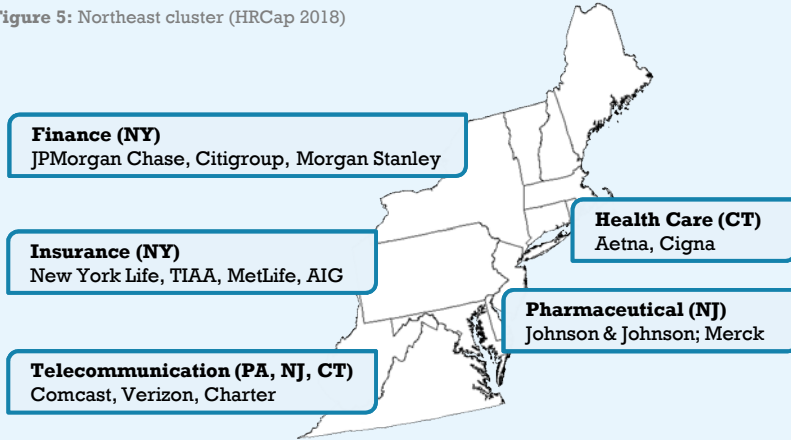 Figure 5: Northeast cluster (HRCap 2018)
Finance (NY)
JPMorgan Chase, Citigroup, Morgan Stanley
Insurance (NY)
New York Life, TIAA, MetLife, AIG
Telecommunication (PA, NJ, CT)
Comcast, Verizon, Charter
Health Care (CT)
Aetna, Cigna
Pharmaceutical (NJ)
Johnson & Johnson; Merck